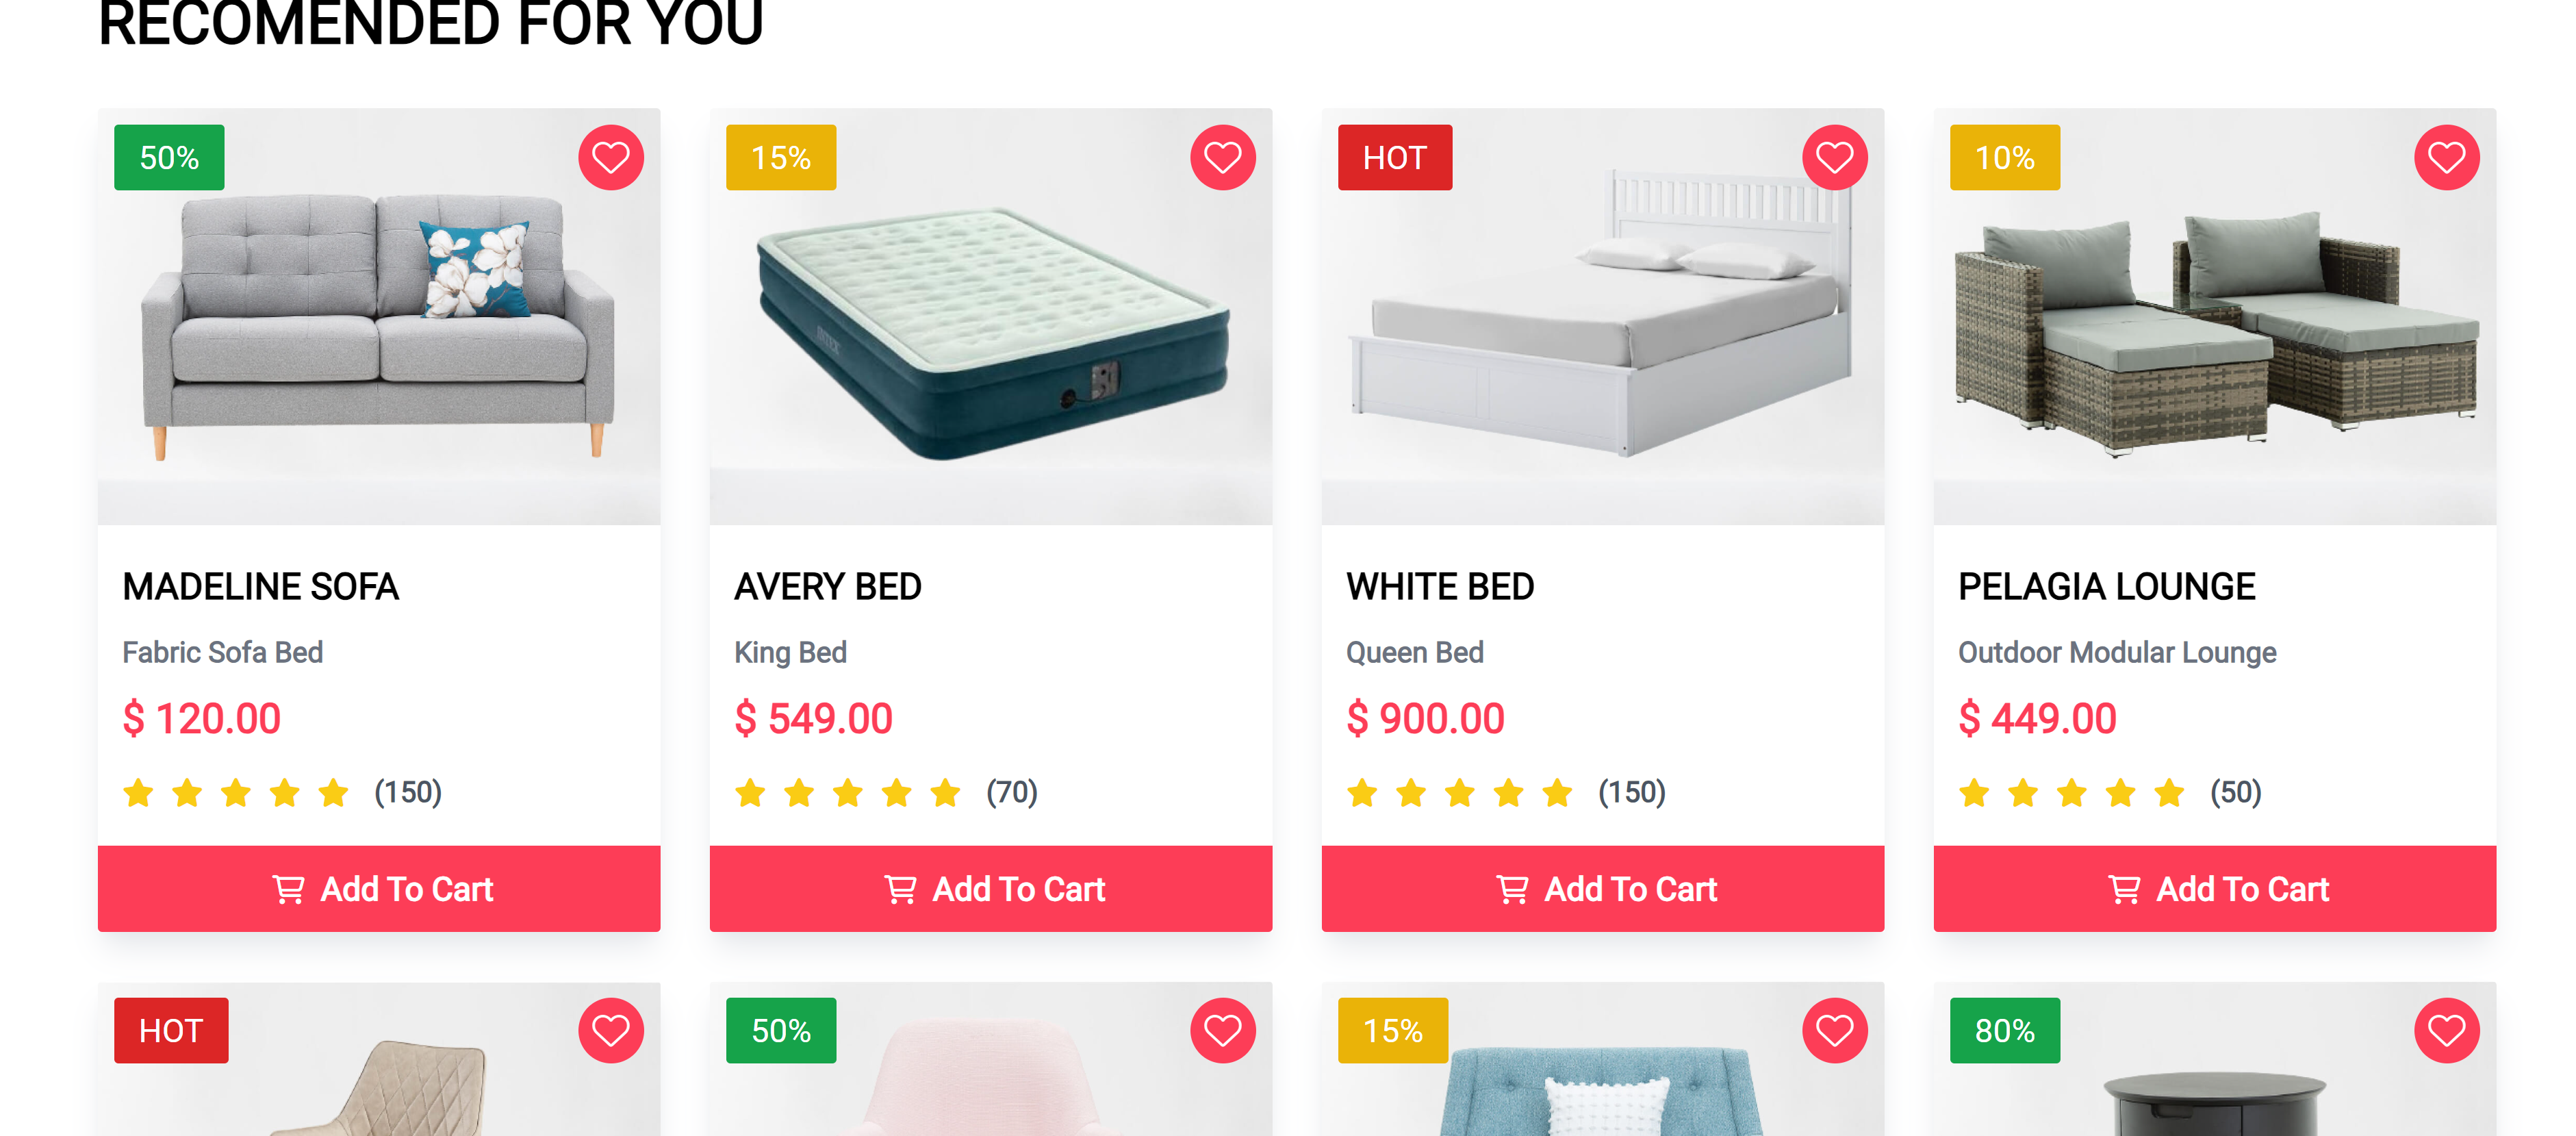 RECOMENDED FOR YOU
50%
15%
HOT
10%
MADELINE SOFA
AVERY BED
WHITE BED
PELAGIA LOUNGE
Fabric Sofa Bed
King Bed
Queen Bed
Outdoor Modular Lounge
$ 120.00
$ 549.00
$ 900.00
$ 449.00
(150)
(70)
(150)
(50)
Add To Cart
Add To Cart
Add To Cart
Add To Cart
HOT
50%
15%
80%